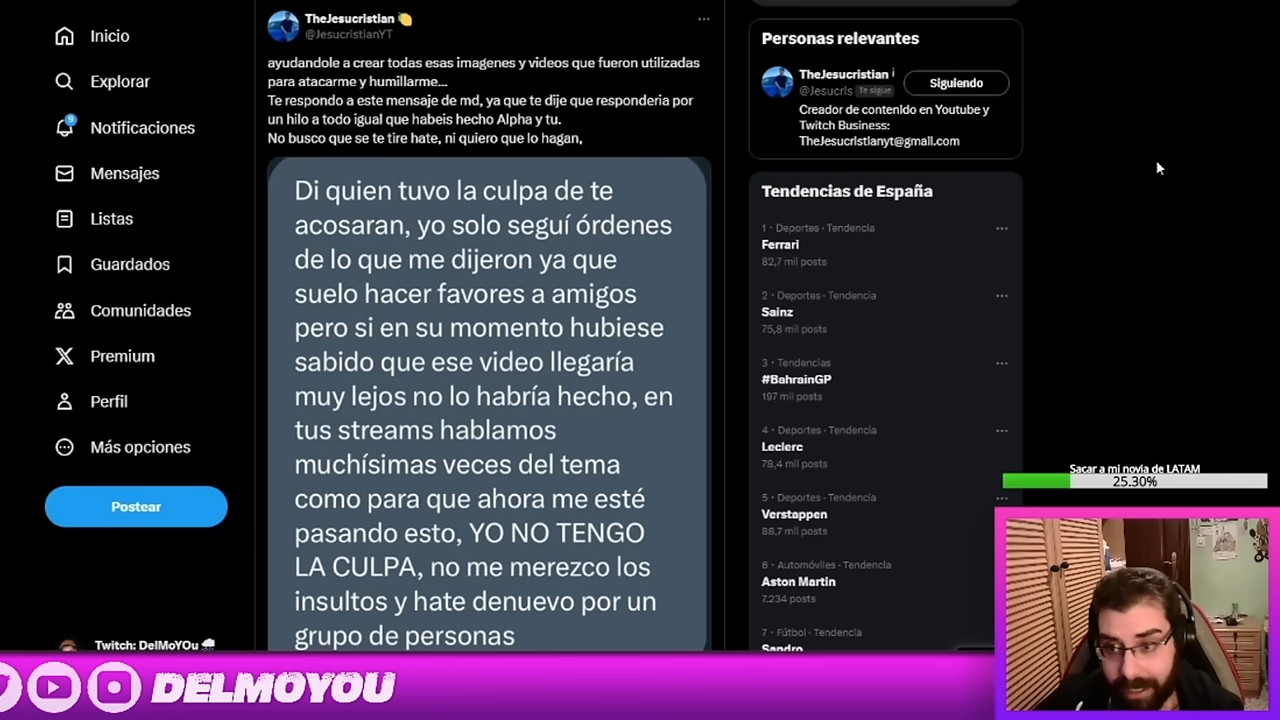 Inicio
Explorar
9
Notificaciones
Mensajes
Listas
Guardados
Comunidades
Premium
Perfil
Más opciones
Postear
Twitch: DelMoYOu
TheJesucristian
@JesucristianYT
ayudandole a crear todas esas imagenes y videos que fueron utilizadas
para atacarme y humillarme...
Te respondo a este mensaje de md, ya que te dije que responderia por
un hilo a todo igual que habeis hecho Alpha y tu.
No busco que se te tire hate, ni quiero que lo hagan,
Di quien tuvo la culpa de te
acosaran, yo solo seguí órdenes
de lo que me dijeron ya que
suelo hacer favores a amigos
pero si en su momento hubiese
sabido que ese video llegaría
muy lejos no lo habría hecho, en
tus streams hablamos
muchísimas veces del tema
como para que ahora me esté
pasando esto, YO NO TENGO
LA CULPA, no me merezco los
insultos y hate denuevo por un
grupo de personas
Personas relevantes
TheJesucristian
@Jesucris Te sigue
Siguiendo
Creador de contenido en Youtube y
Twitch Business:
TheJesucristianyt@gmail.com
Tendencias de España
1 · Deportes · Tendencia
Ferrari
82,7 mil posts
2 · Deportes · Tendencia
Sainz
75,8 mil posts
3 · Tendencias
#BahrainGP
197 mil posts
4 · Deportes · Tendencia
Leclerc
78,4 mil posts
5 · Deportes · Tendencia
Verstappen
88,7 mil posts
6 · Automóviles · Tendencia
Aston Martin
7.234 posts
7 · Fútbol · Tendencia
Sandro
Sacar a mi novia de LATAM
25.30%
DELMOYOU